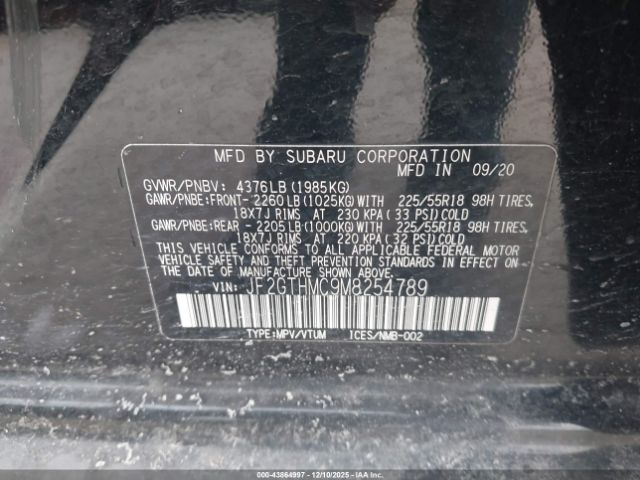 MFD BY SUBARU CORPORATION
MFD IN 09/20
GVWR/PNBV: 4376LB (1985KG)
GAWR/PNBE:FRONT- 2260LB (1025KG) WITH 225/55R18 98H TIRES,
18X7J RIMS AT 230 KPA (33 PSI) COLD
GAWR/PNBE:REAR - 2205LB (1000KG) WITH 225/55R18 98H TIRES,
18X7J RIMS AT 220 KPA (32 PSI) COLD
THIS VEHICLE CONFORMS TO ALL APPLICABLE FEDERAL MOTOR
VEHICLE SAFETY AND THEFT PREVENTION STANDARDS IN EFFECT
ON THE DATE OF MANUFACTURE SHOWN ABOVE.
VIN: JF2GTHMC9M8254789
TYPE:MPV/VTUM ICES/NMB-002
000-43864997 - 12/10/2025 - IAAI.COM